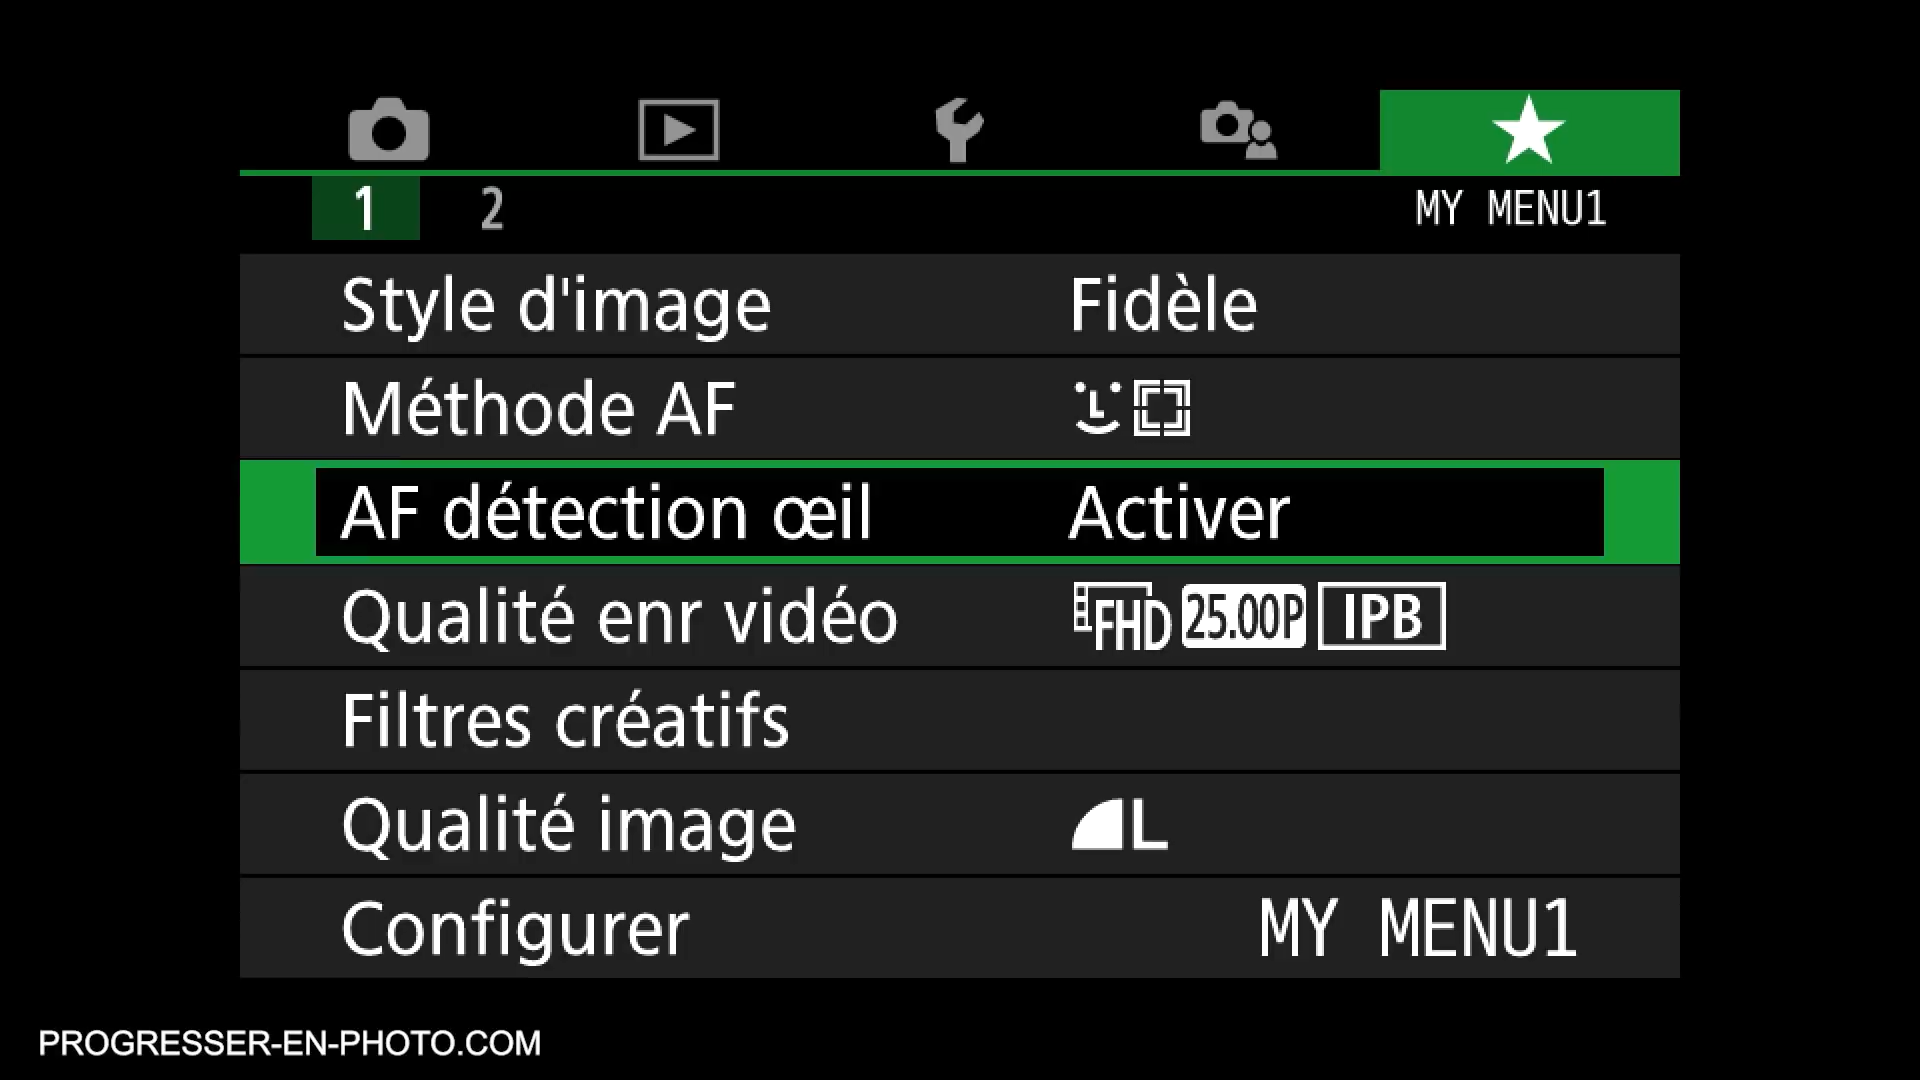 1 2 MY MENU1
Style d'image Fidèle
Méthode AF
AF détection œil Activer
Qualité enr vidéo FHD 25.00P IPB
Filtres créatifs
Qualité image L
Configurer MY MENU1
PROGRESSER-EN-PHOTO.COM